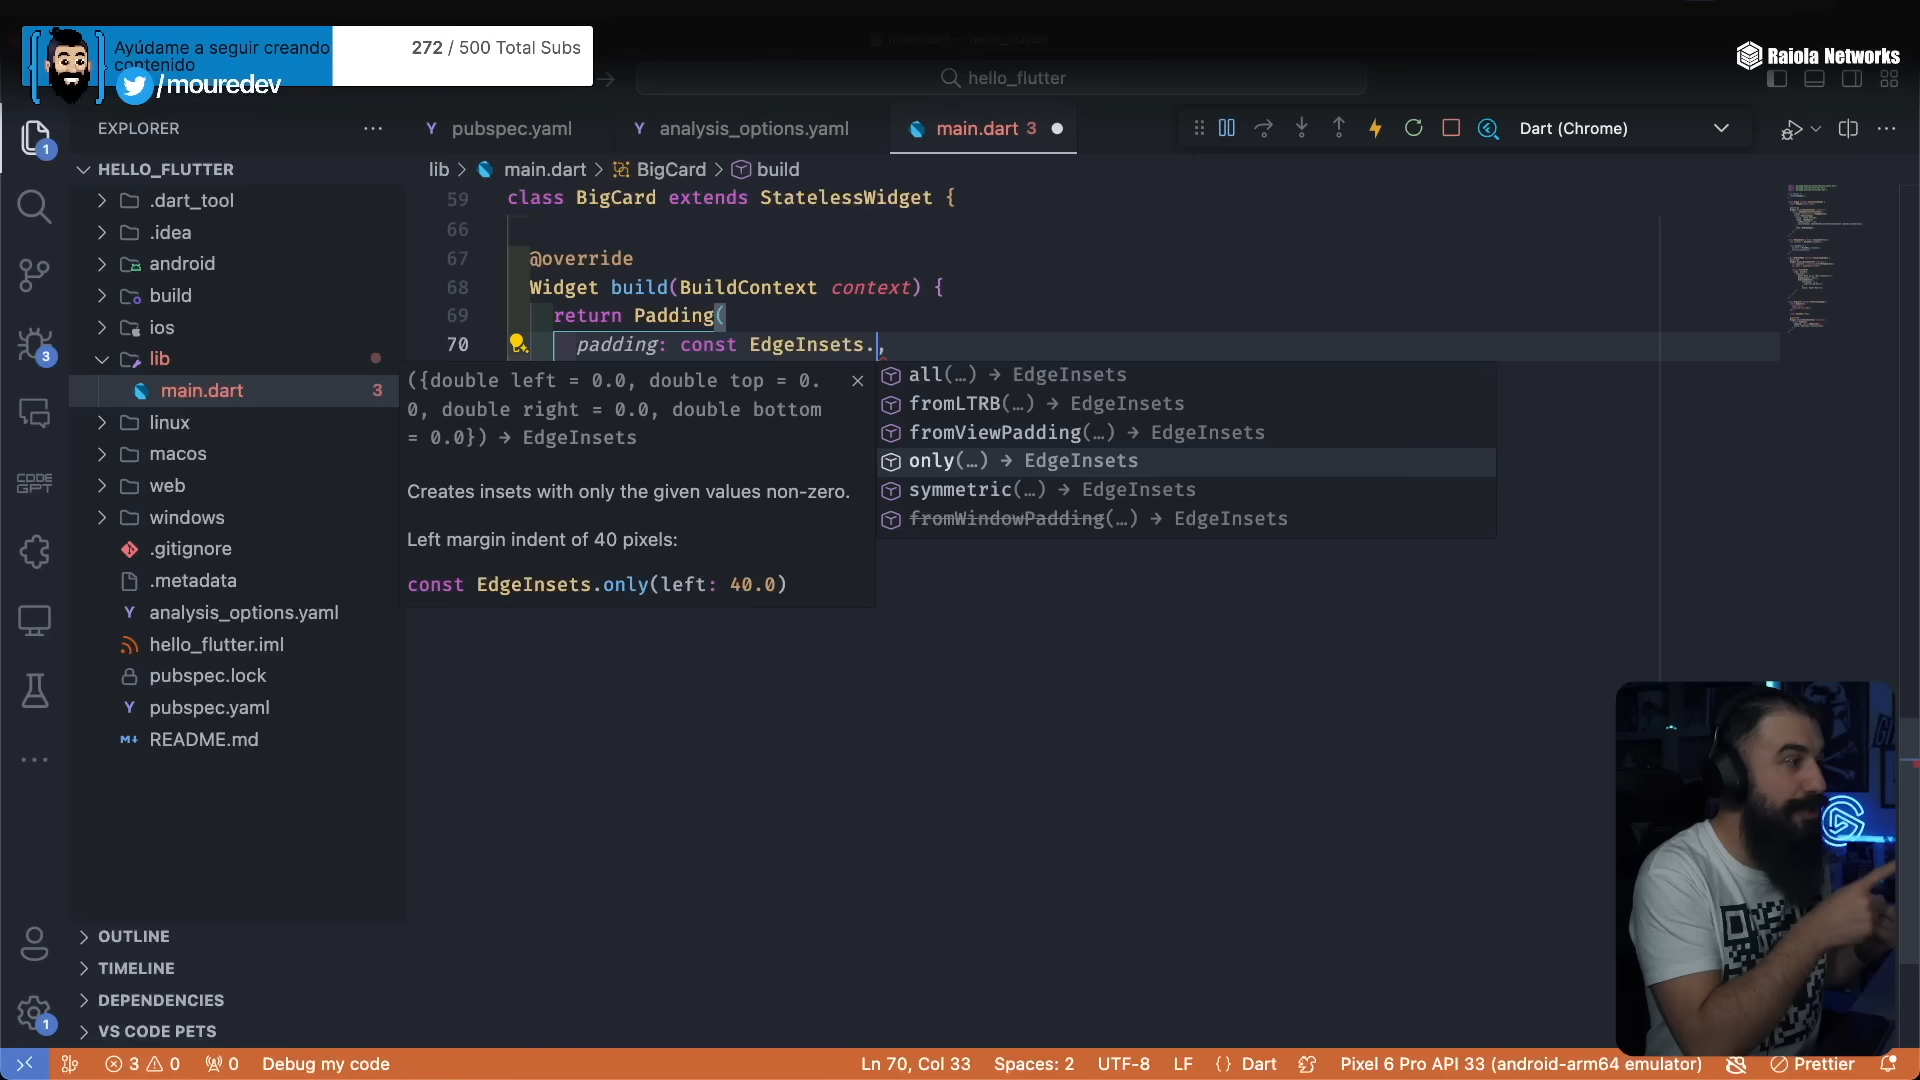 Ayúdame a seguir creando
contenido
/mouredev
272 / 500 Total Subs
hello_flutter
Raiola Networks
EXPLORER
pubspec.yaml
analysis_options.yaml
main.dart 3
Dart (Chrome)
HELLO_FLUTTER
.dart_tool
.idea
android
build
ios
lib
main.dart 3
linux
macos
web
windows
.gitignore
.metadata
analysis_options.yaml
hello_flutter.iml
pubspec.lock
pubspec.yaml
README.md
OUTLINE
TIMELINE
DEPENDENCIES
VS CODE PETS
1
3
CODE
GPT
1
lib > main.dart > BigCard > build
59 class BigCard extends StatelessWidget {
66
67 @override
68 Widget build(BuildContext context) {
69 return Padding(
70 padding: const EdgeInsets.,
({double left = 0.0, double top = 0.
0, double right = 0.0, double bottom
= 0.0}) → EdgeInsets
Creates insets with only the given values non-zero.
Left margin indent of 40 pixels:
const EdgeInsets.only(left: 40.0)
all(…) → EdgeInsets
fromLTRB(…) → EdgeInsets
fromViewPadding(…) → EdgeInsets
only(…) → EdgeInsets
symmetric(…) → EdgeInsets
fromWindowPadding(…) → EdgeInsets
3 0 0 Debug my code
Ln 70, Col 33 Spaces: 2 UTF-8 LF {} Dart Pixel 6 Pro API 33 (android-arm64 emulator) Prettier